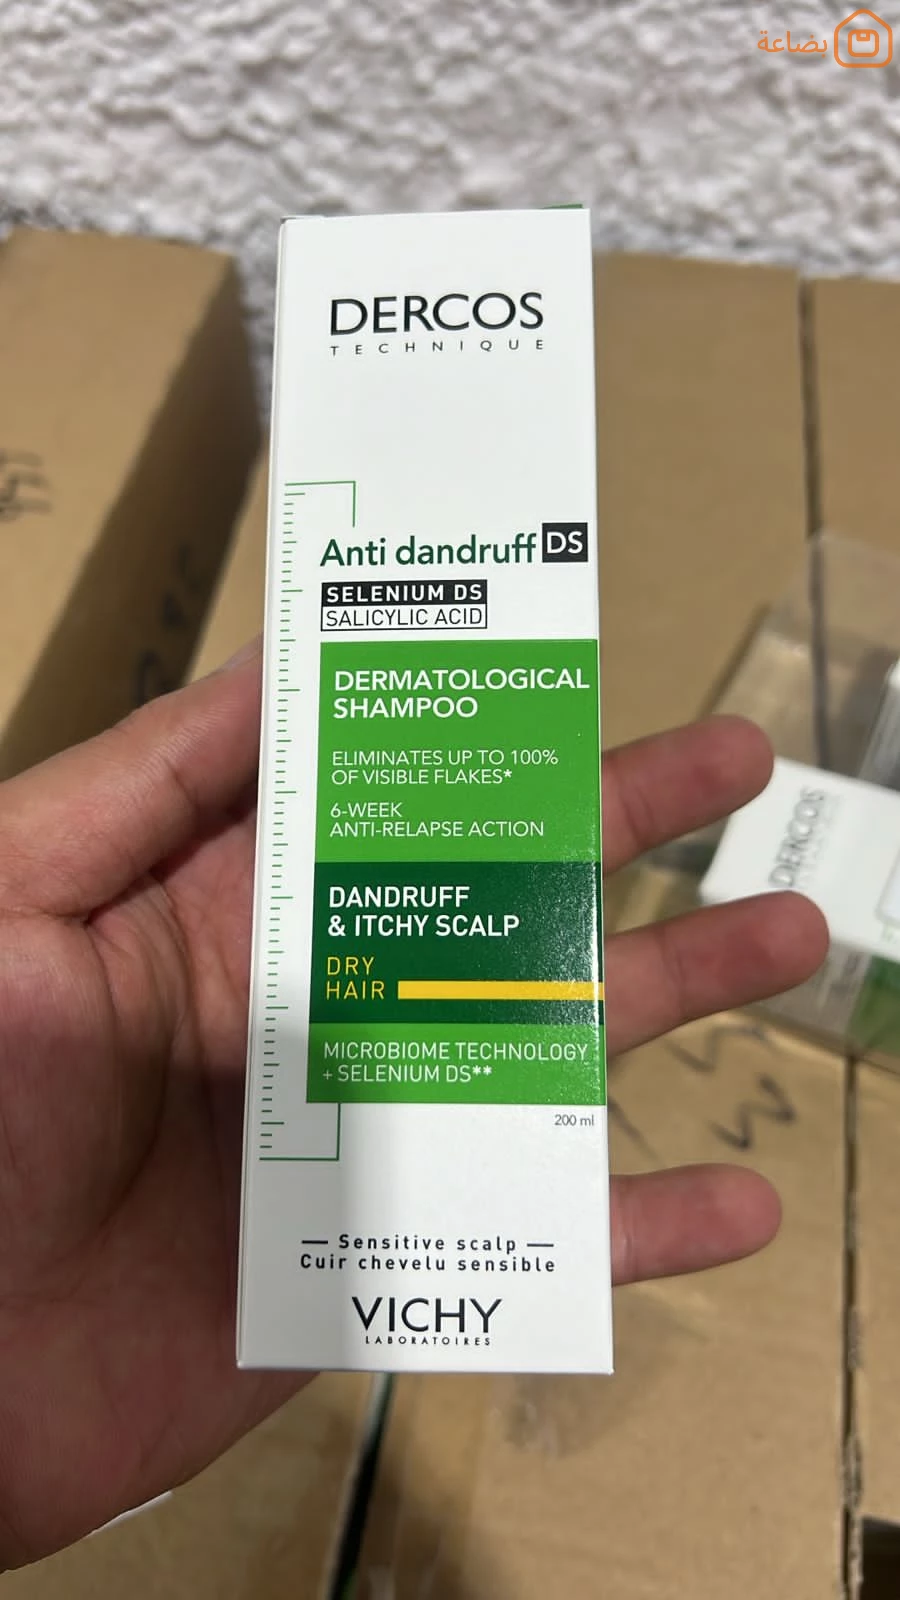 بضاعة
DERCOS
TECHNIQUE
Anti dandruff DS
SELENIUM DS
SALICYLIC ACID
DERMATOLOGICAL
SHAMPOO
ELIMINATES UP TO 100%
OF VISIBLE FLAKES*
6-WEEK
ANTI-RELAPSE ACTION
DANDRUFF
& ITCHY SCALP
DRY
HAIR
MICROBIOME TECHNOLOGY
+ SELENIUM DS**
200 ml
Sensitive scalp
Cuir chevelu sensible
VICHY
LABORATOIRES
DERCOS